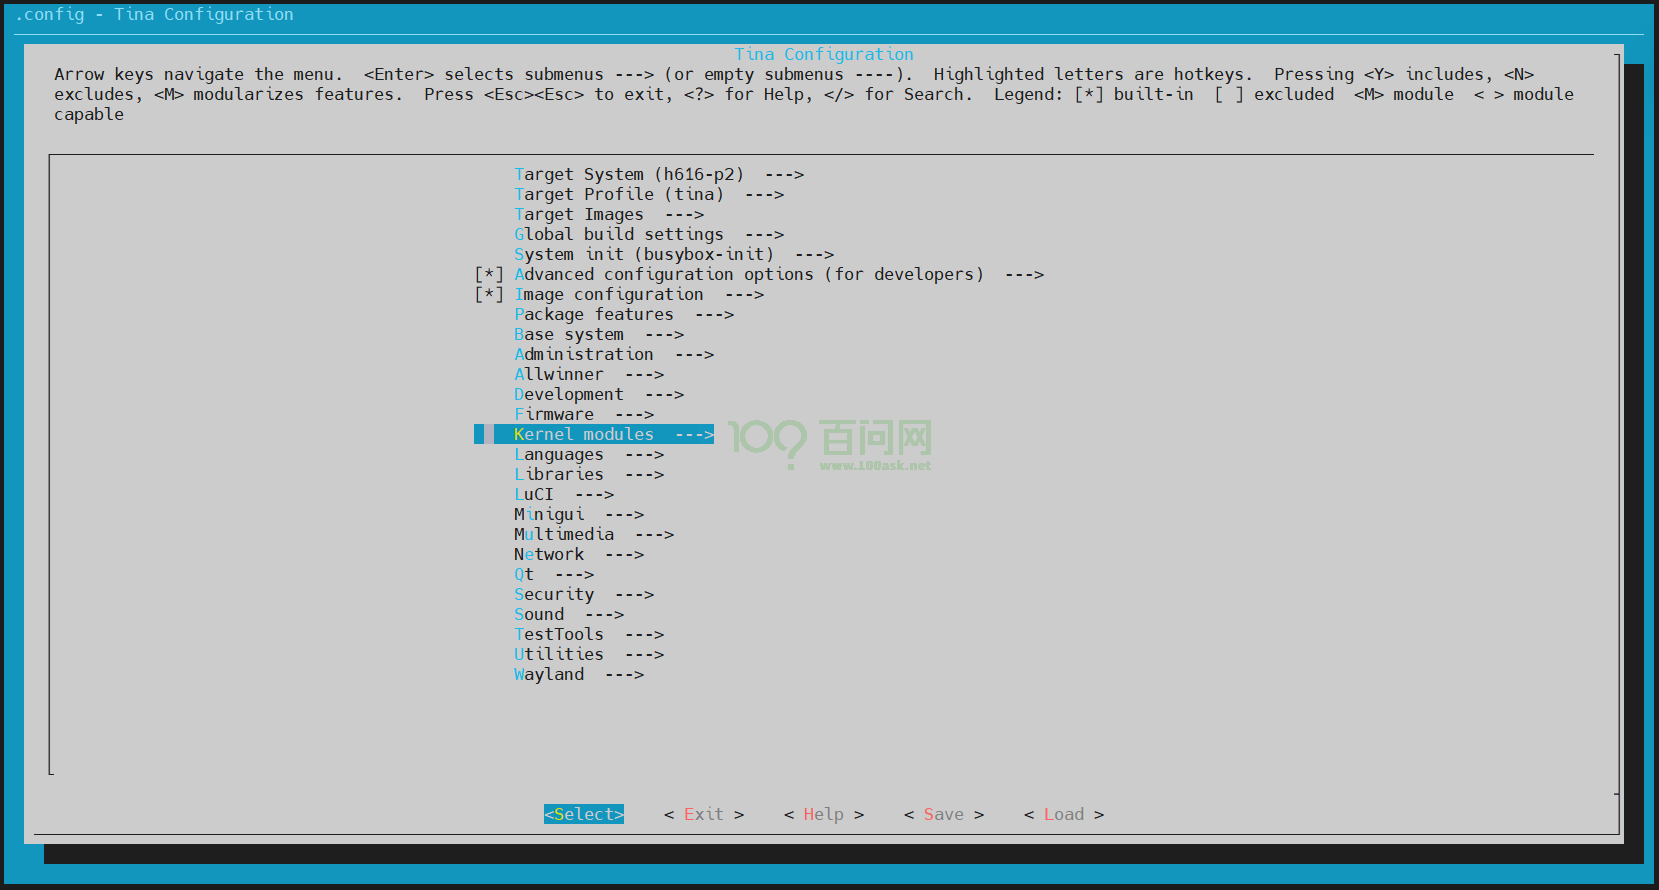 .config - Tina Configuration
Tina Configuration
Arrow keys navigate the menu.  <Enter> selects submenus ---> (or empty submenus ----).  Highlighted letters are hotkeys.  Pressing <Y> includes, <N>
excludes, <M> modularizes features.  Press <Esc><Esc> to exit, <?> for Help, </> for Search.  Legend: [*] built-in  [ ] excluded  <M> module  < > module
capable
Target System (h616-p2)  --->
Target Profile (tina)  --->
Target Images  --->
Global build settings  --->
System init (busybox-init)  --->
[*] Advanced configuration options (for developers)  --->
[*] Image configuration  --->
Package features  --->
Base system  --->
Administration  --->
Allwinner  --->
Development  --->
Firmware  --->
Kernel modules  --->
Languages  --->
Libraries  --->
LuCI  --->
Minigui  --->
Multimedia  --->
Network  --->
Qt  --->
Security  --->
Sound  --->
TestTools  --->
Utilities  --->
Wayland  --->
100? 百问网
www.100ask.net
<Select>    < Exit >    < Help >    < Save >    < Load >